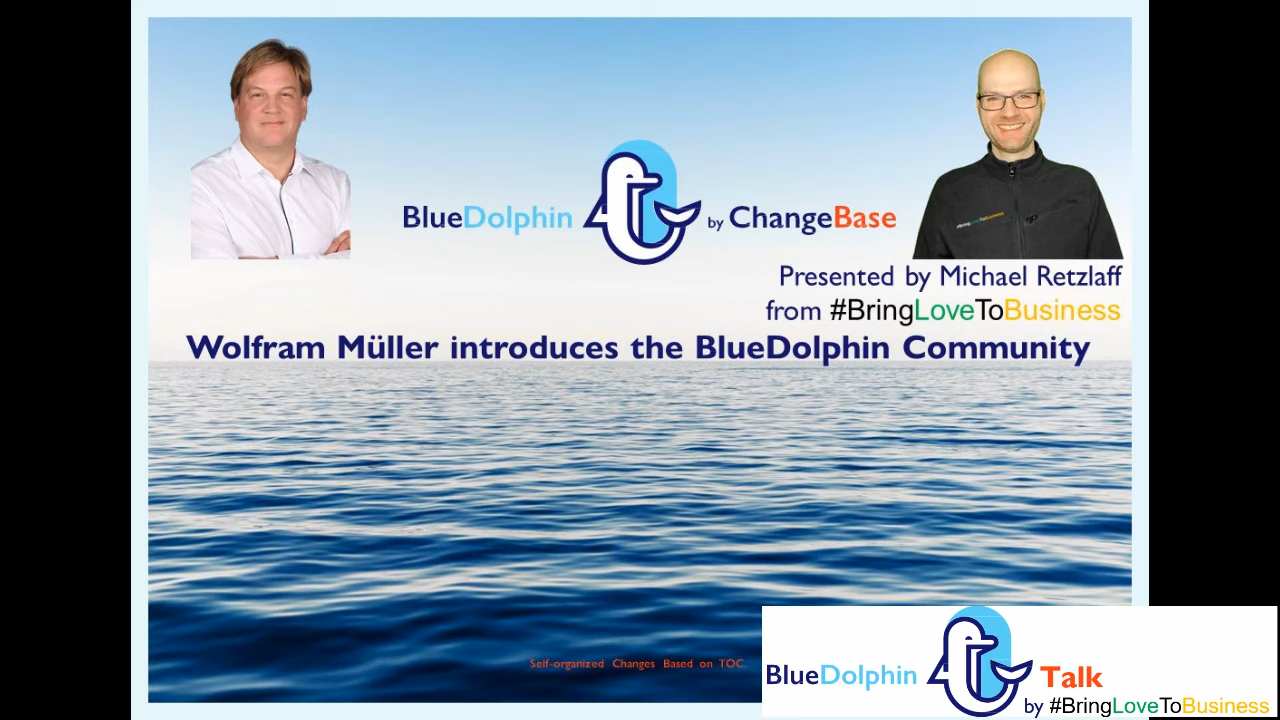 BlueDolphin by ChangeBase
#BringLoveToBusiness
Presented by Michael Retzlaff
from #BringLoveToBusiness
Wolfram Müller introduces the BlueDolphin Community
Self-organized Changes Based on TOC.
BlueDolphin Talk
by #BringLoveToBusiness